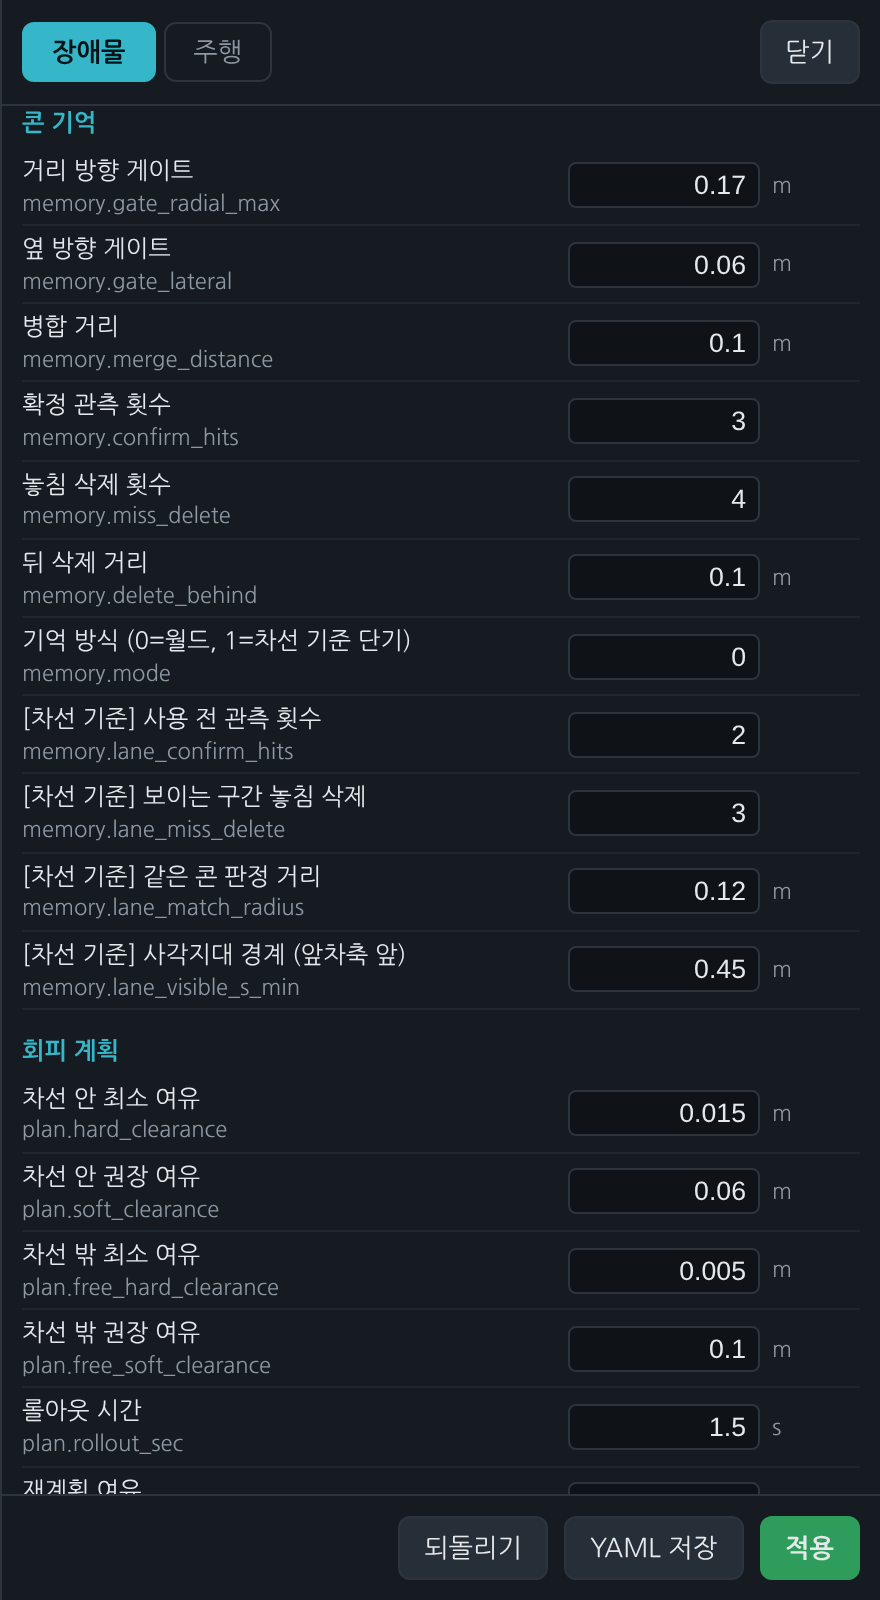 장애물 주행 닫기
콘 기억
거리 방향 게이트
memory.gate_radial_max
0.17 m
옆 방향 게이트
memory.gate_lateral
0.06 m
병합 거리
memory.merge_distance
0.1 m
확정 관측 횟수
memory.confirm_hits
3
놓침 삭제 횟수
memory.miss_delete
4
뒤 삭제 거리
memory.delete_behind
0.1 m
기억 방식 (0=월드, 1=차선 기준 단기)
memory.mode
0
[차선 기준] 사용 전 관측 횟수
memory.lane_confirm_hits
2
[차선 기준] 보이는 구간 놓침 삭제
memory.lane_miss_delete
3
[차선 기준] 같은 콘 판정 거리
memory.lane_match_radius
0.12 m
[차선 기준] 사각지대 경계 (앞차축 앞)
memory.lane_visible_s_min
0.45 m
회피 계획
차선 안 최소 여유
plan.hard_clearance
0.015 m
차선 안 권장 여유
plan.soft_clearance
0.06 m
차선 밖 최소 여유
plan.free_hard_clearance
0.005 m
차선 밖 권장 여유
plan.free_soft_clearance
0.1 m
롤아웃 시간
plan.rollout_sec
1.5 s
재계획 여유
되돌리기 YAML 저장 적용